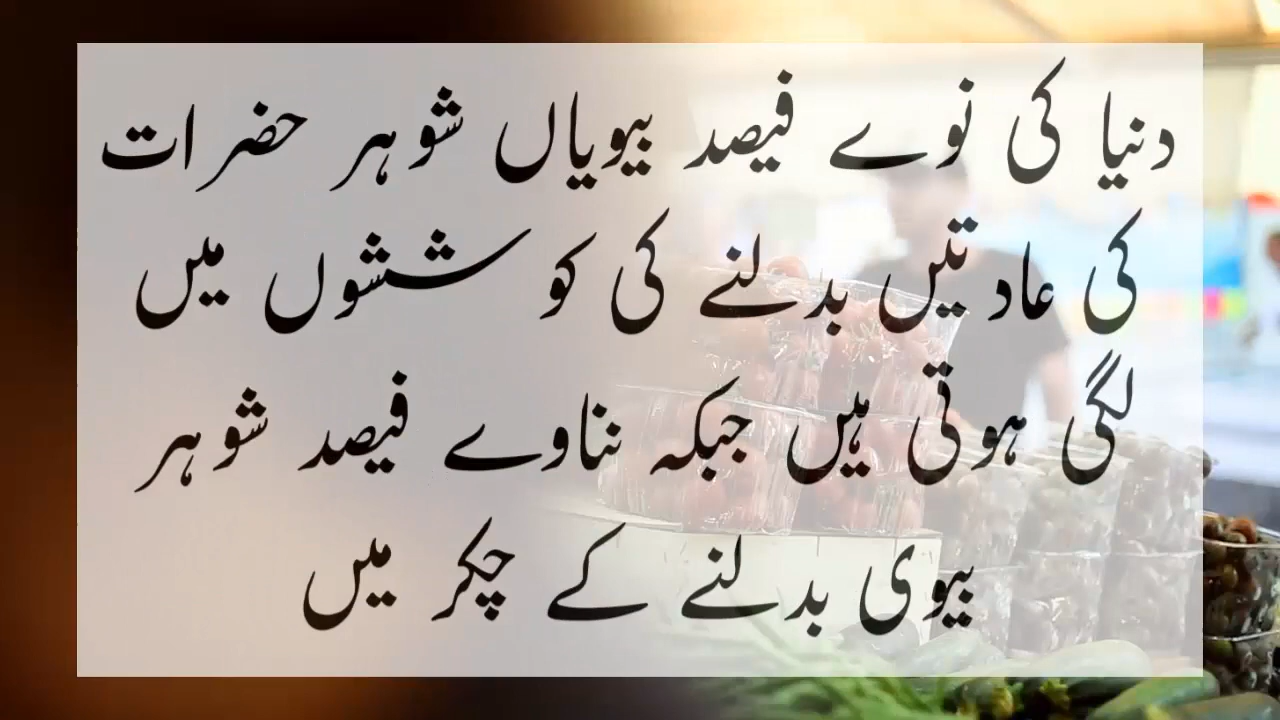 دنیا کی نوے فیصد بیویاں شوہر حضرات
کی عادتیں بدلنے کی کوششوں میں
لگی ہوتی ہیں جبکہ نناوے فیصد شوہر
بیوی بدلنے کے چکر میں